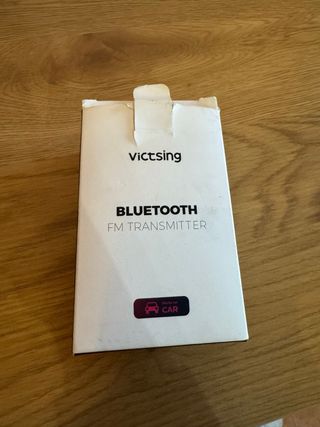 victsing
BLUETOOTH
FM TRANSMITTER
CAR